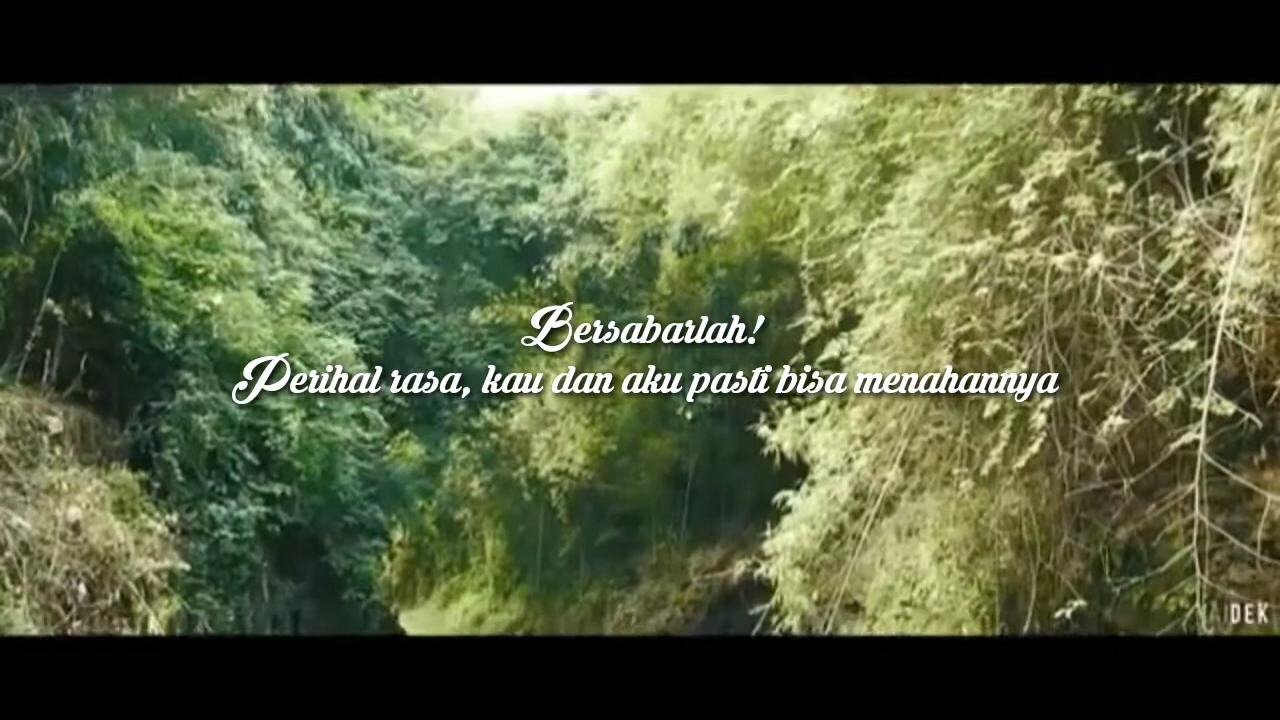 Bersabarlah!
Perihal rasa, kau dan aku pasti bisa menahannya
DEK